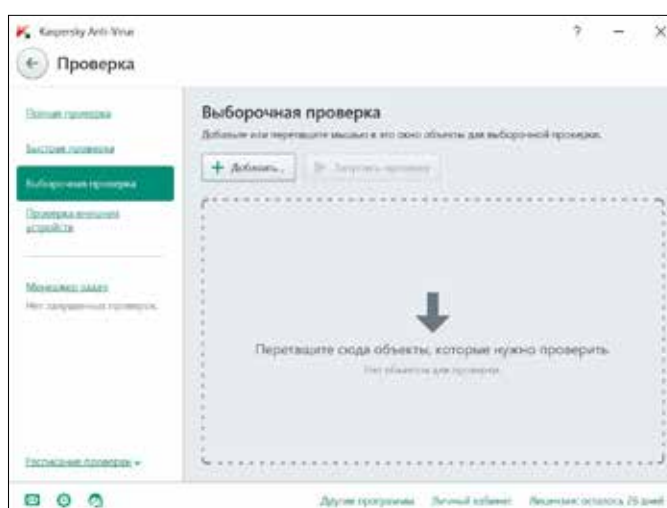 Kaspersky Anti-Virus
Проверка
Полная проверка
Быстрая проверка
Выборочная проверка
Проверка внешних
устройств
Менеджер задач
Нет запущенных проверок.
Расписание проверок
Выборочная проверка
Добавьте или перетащите мышью в это окно объекты для выборочной проверки.
+ Добавить...
Запустить проверку
Перетащите сюда объекты, которые нужно проверить
Нет объектов для проверки
Другие программы
Личный кабинет
Лицензия: осталось 25 дней